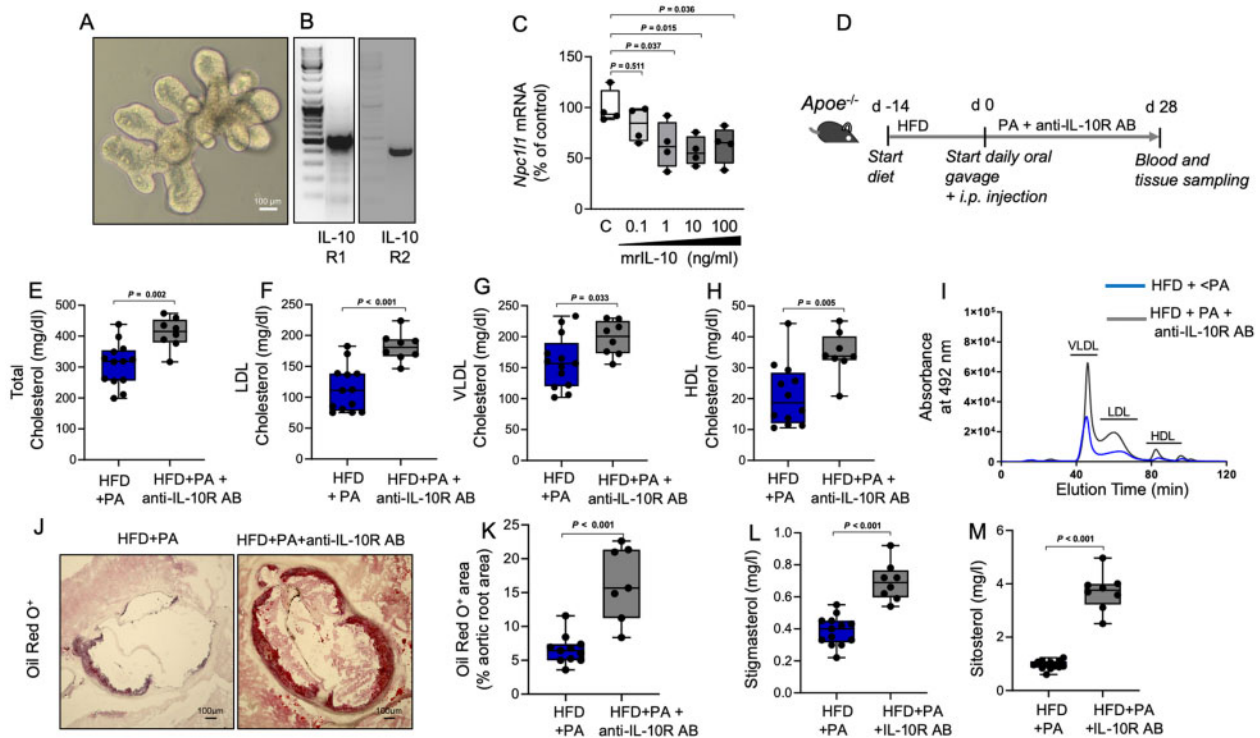 A
100 µm
B
IL-10
R1
IL-10
R2
C
P = 0.036
P = 0.015
P = 0.037
P = 0.511
Npc1l1 mRNA
(% of control)
150
100
50
0
C 0.1 1 10 100
mrIL-10 (ng/ml)
D
Apoe-/-
d -14 d 0 d 28
HFD PA + anti-IL-10R AB
Start
diet
Start daily oral
gavage
+ i.p. injection
Blood and
tissue sampling
E
P = 0.002
Total
Cholesterol (mg/dl)
500
400
300
200
100
0
HFD
+PA
HFD+PA +
anti-IL-10R AB
F
P < 0.001
LDL
Cholesterol (mg/dl)
250
200
150
100
50
0
HFD
+PA
HFD+PA +
anti-IL-10R AB
G
P = 0.033
VLDL
Cholesterol (mg/dl)
250
200
150
100
50
0
HFD
+PA
HFD+PA +
anti-IL-10R AB
H
P = 0.005
HDL
Cholesterol (mg/dl)
50
40
30
20
10
0
HFD
+PA
HFD+PA +
anti-IL-10R AB
I
HFD + <PA
HFD + PA +
anti-IL-10R AB
Absorbance
at 492 nm
1×10⁵
8×10⁴
6×10⁴
4×10⁴
2×10⁴
0
VLDL
LDL
HDL
0 40 80 120
Elution Time (min)
J
HFD+PA
HFD+PA+anti-IL-10R AB
Oil Red O+
100µm
100µm
K
P < 0.001
Oil Red O+ area
(% aortic root area)
25
20
15
10
5
0
HFD
+PA
HFD+PA +
anti-IL-10R AB
L
P < 0.001
Stigmasterol (mg/l)
1.0
0.8
0.6
0.4
0.2
0.0
HFD
+PA
HFD+PA
+IL-10R AB
M
P < 0.001
Sitosterol (mg/l)
6
4
2
0
HFD
+PA
HFD+PA
+IL-10R AB